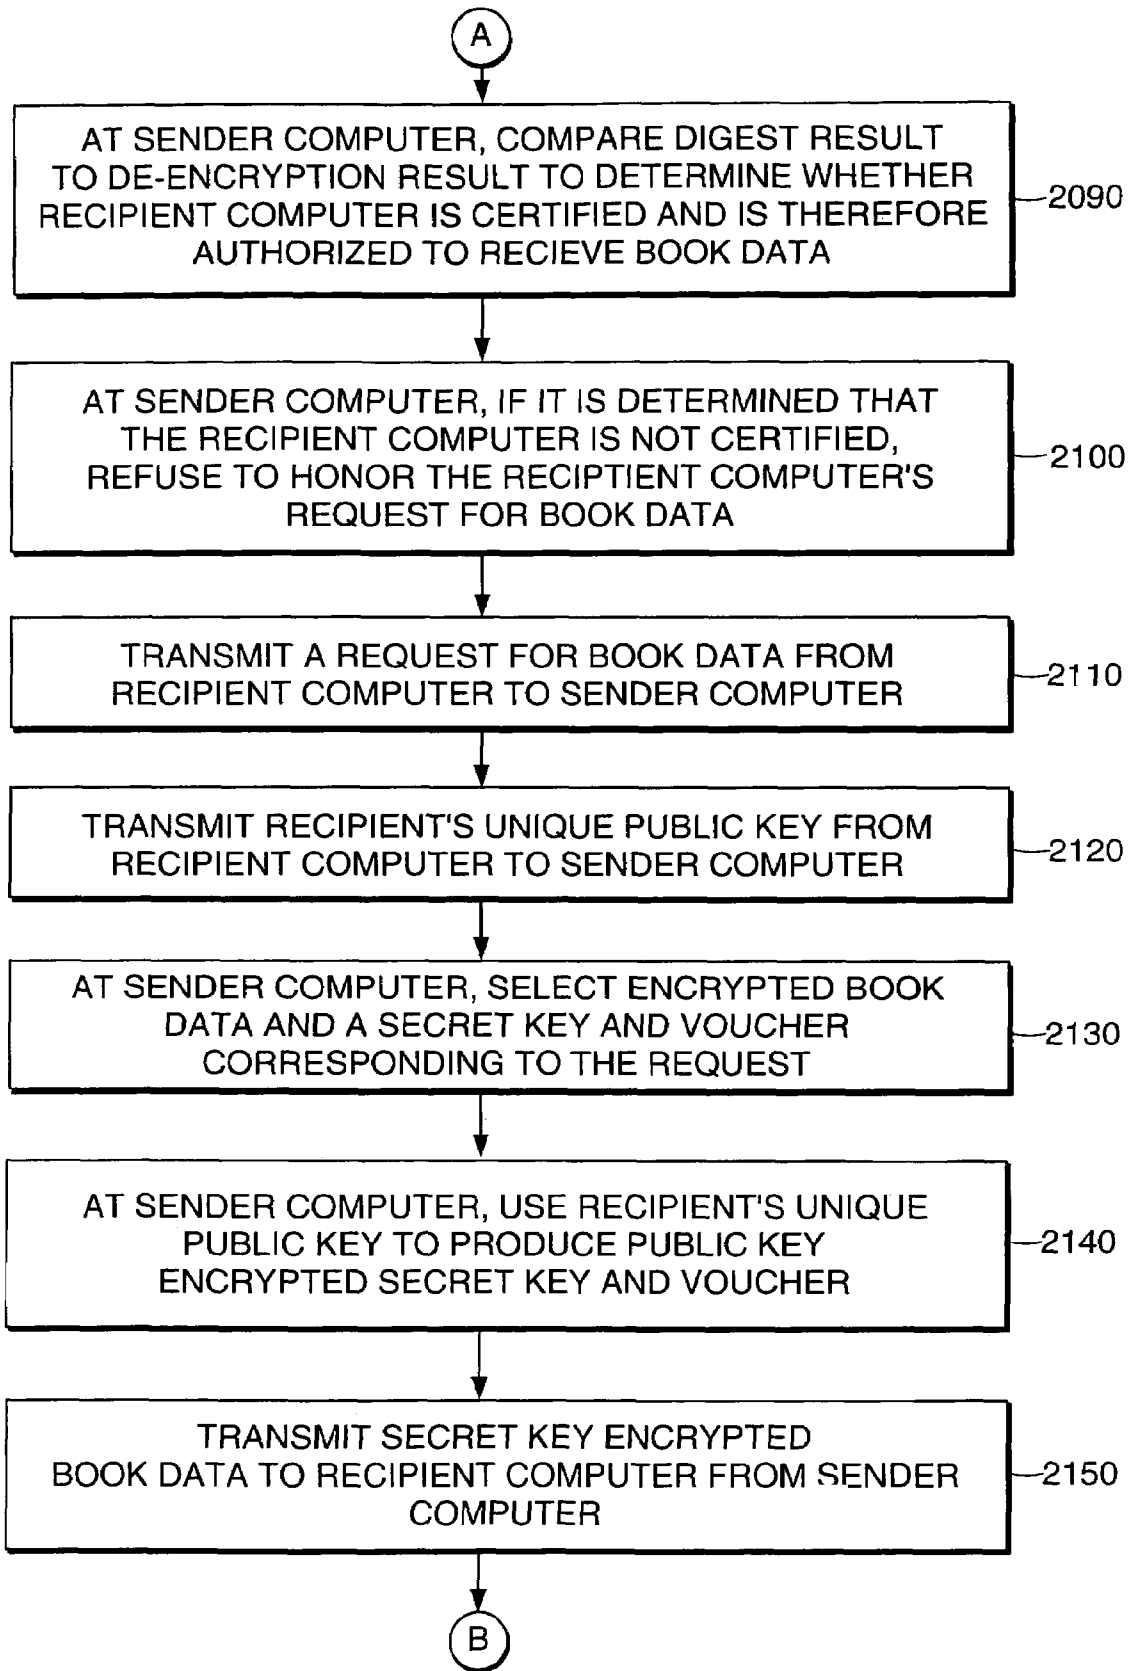 A
AT SENDER COMPUTER, COMPARE DIGEST RESULT
TO DE-ENCRYPTION RESULT TO DETERMINE WHETHER
RECIPIENT COMPUTER IS CERTIFIED AND IS THEREFORE
AUTHORIZED TO RECIEVE BOOK DATA
2090
AT SENDER COMPUTER, IF IT IS DETERMINED THAT
THE RECIPIENT COMPUTER IS NOT CERTIFIED,
REFUSE TO HONOR THE RECIPTIENT COMPUTER'S
REQUEST FOR BOOK DATA
2100
TRANSMIT A REQUEST FOR BOOK DATA FROM
RECIPIENT COMPUTER TO SENDER COMPUTER
2110
TRANSMIT RECIPIENT'S UNIQUE PUBLIC KEY FROM
RECIPIENT COMPUTER TO SENDER COMPUTER
2120
AT SENDER COMPUTER, SELECT ENCRYPTED BOOK
DATA AND A SECRET KEY AND VOUCHER
CORRESPONDING TO THE REQUEST
2130
AT SENDER COMPUTER, USE RECIPIENT'S UNIQUE
PUBLIC KEY TO PRODUCE PUBLIC KEY
ENCRYPTED SECRET KEY AND VOUCHER
2140
TRANSMIT SECRET KEY ENCRYPTED
BOOK DATA TO RECIPIENT COMPUTER FROM SENDER
COMPUTER
2150
B